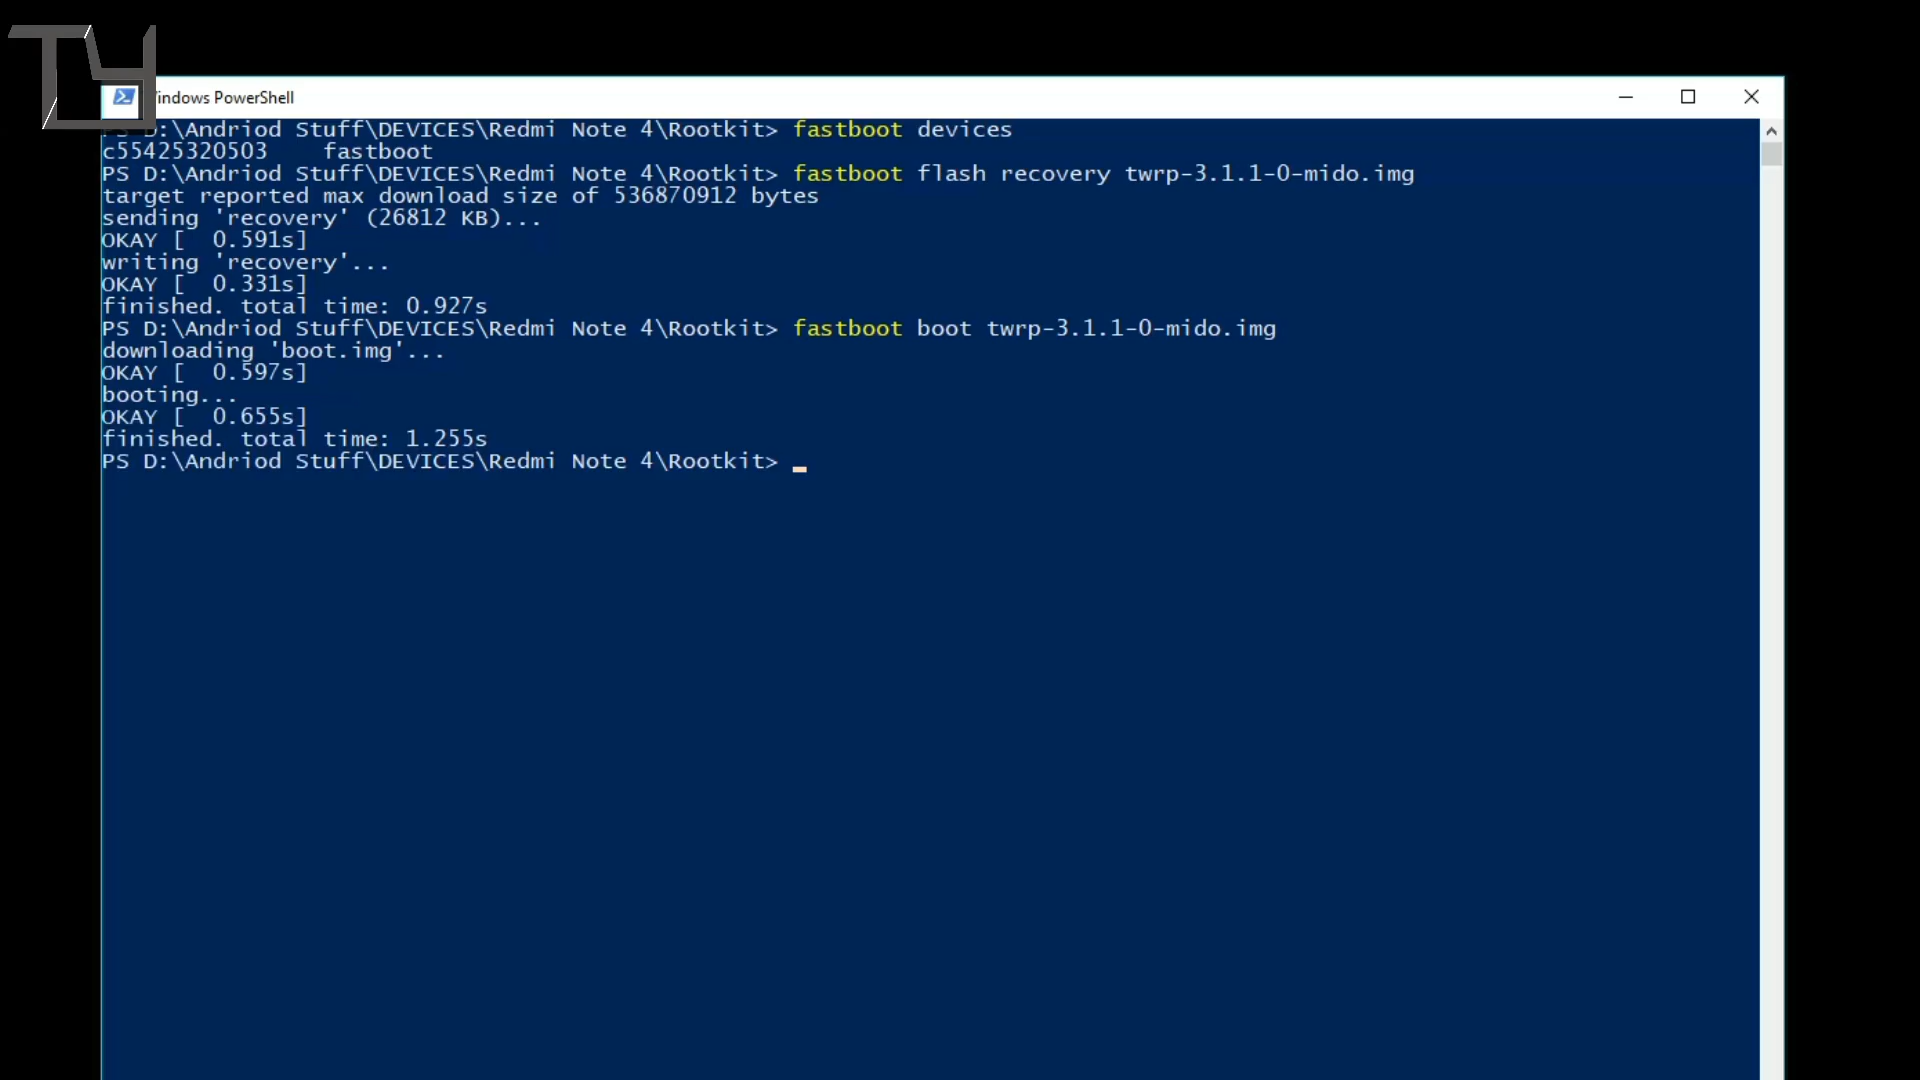 TY
indows PowerShell
PS D:\Andriod Stuff\DEVICES\Redmi Note 4\Rootkit> fastboot devices
c55425320503    fastboot
PS D:\Andriod Stuff\DEVICES\Redmi Note 4\Rootkit> fastboot flash recovery twrp-3.1.1-0-mido.img
target reported max download size of 536870912 bytes
sending 'recovery' (26812 KB)...
OKAY [  0.591s]
writing 'recovery'...
OKAY [  0.331s]
finished. total time: 0.927s
PS D:\Andriod Stuff\DEVICES\Redmi Note 4\Rootkit> fastboot boot twrp-3.1.1-0-mido.img
downloading 'boot.img'...
OKAY [  0.597s]
booting...
OKAY [  0.655s]
finished. total time: 1.255s
PS D:\Andriod Stuff\DEVICES\Redmi Note 4\Rootkit> _